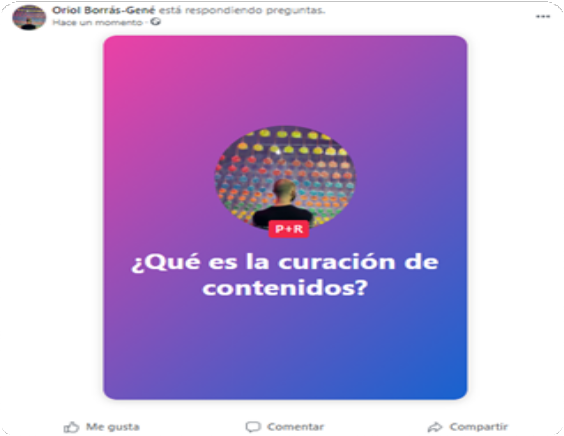 Oriol Borrás-Gené está respondiendo preguntas.
Hace un momento ·
P+R
¿Qué es la curación de
contenidos?
Me gusta
Comentar
Compartir